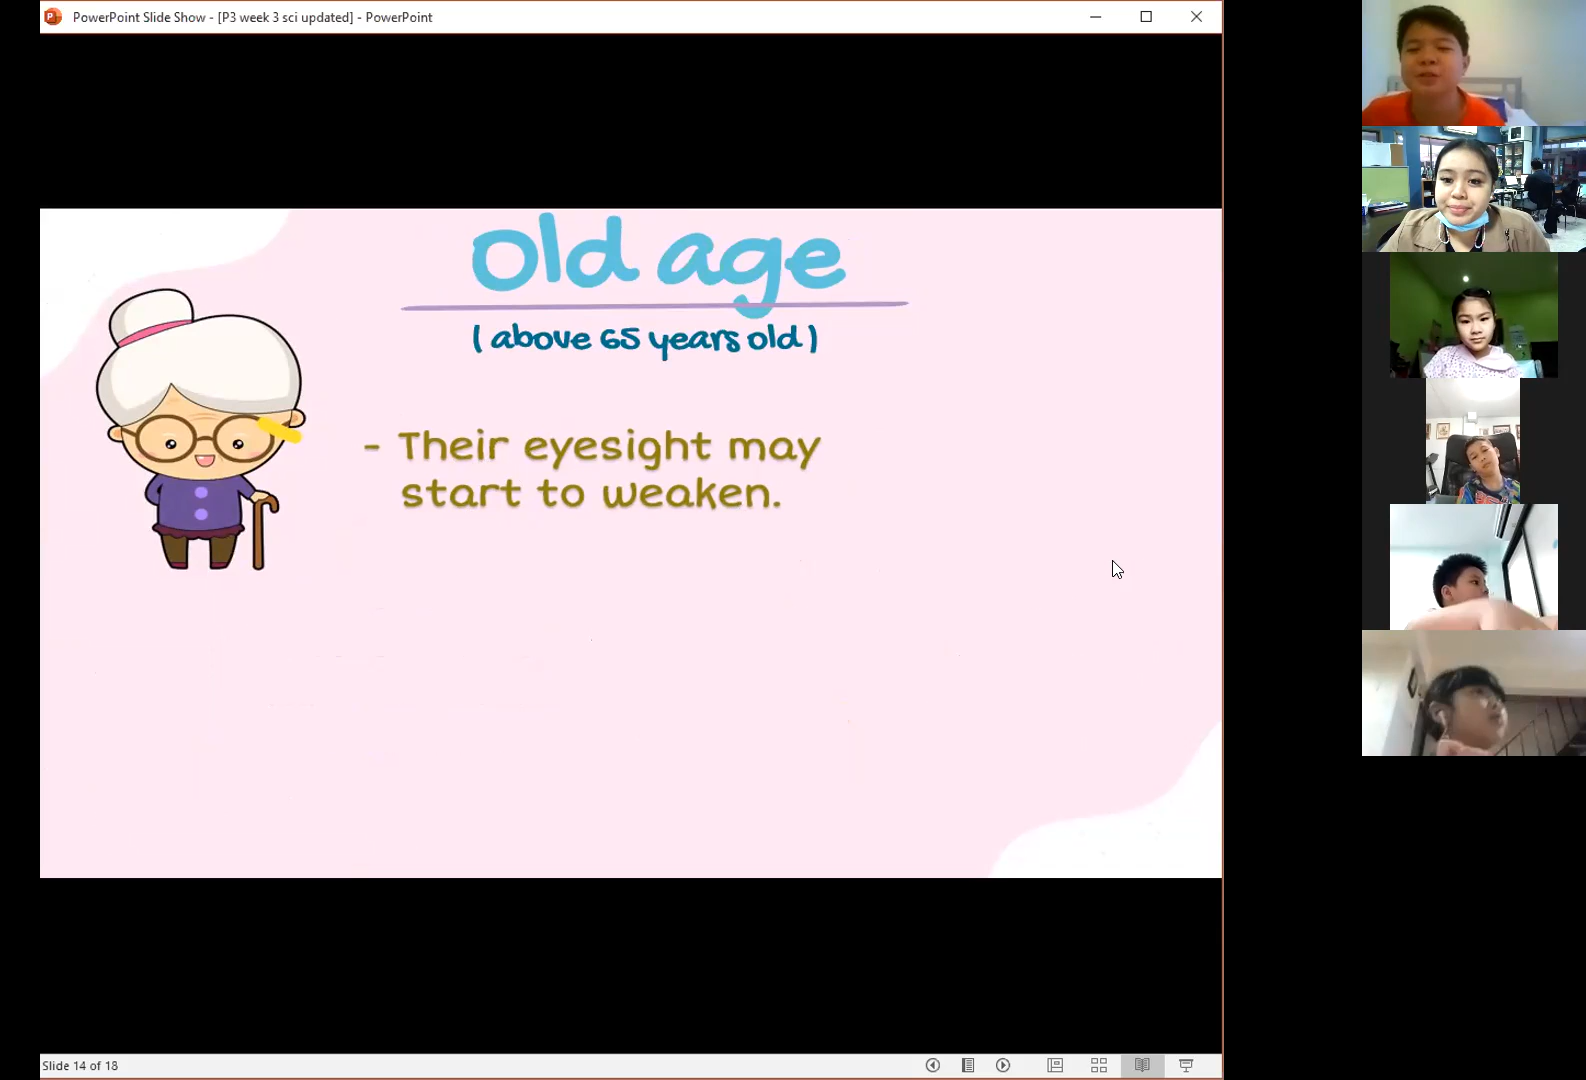 PowerPoint Slide Show - [P3 week 3 sci updated] - PowerPoint
Old age
( above 65 years old )
- Their eyesight may
start to weaken.
Slide 14 of 18